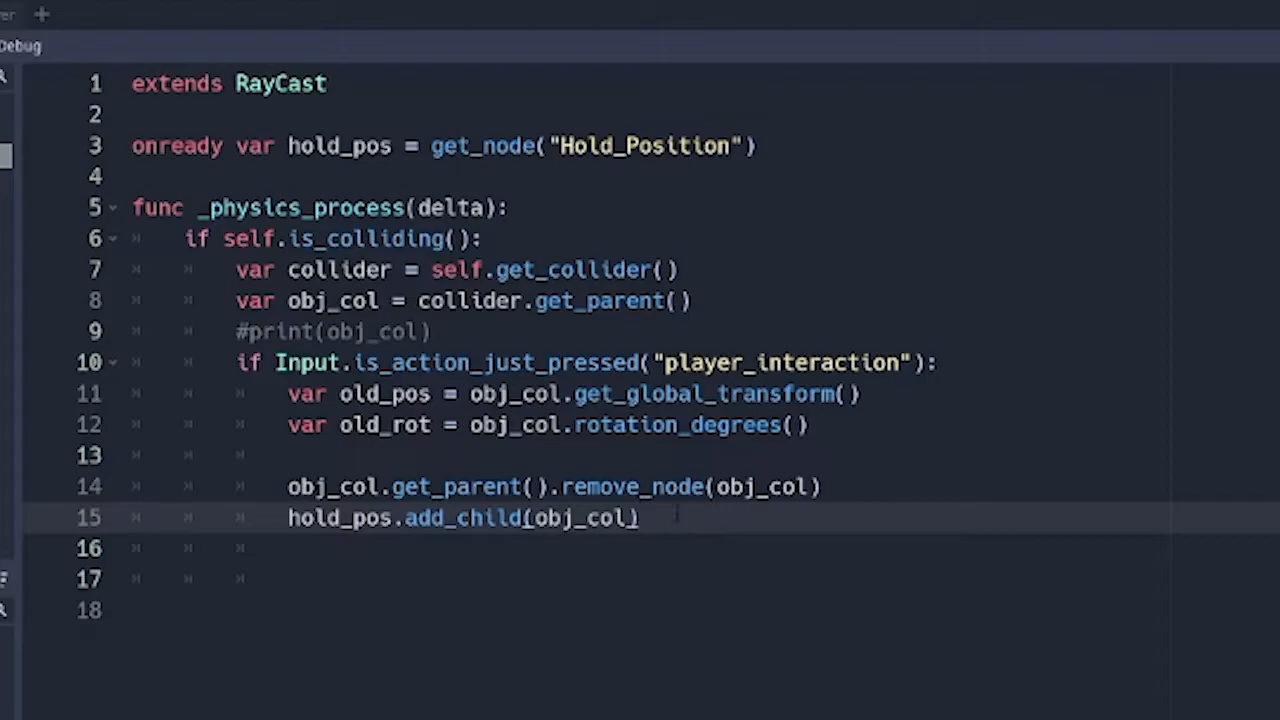 er +
Debug
1 extends RayCast
2
3 onready var hold_pos = get_node("Hold_Position")
4
5 func _physics_process(delta):
6 if self.is_colliding():
7 var collider = self.get_collider()
8 var obj_col = collider.get_parent()
9 #print(obj_col)
10 if Input.is_action_just_pressed("player_interaction"):
11 var old_pos = obj_col.get_global_transform()
12 var old_rot = obj_col.rotation_degrees()
13
14 obj_col.get_parent().remove_node(obj_col)
15 hold_pos.add_child(obj_col)
16
17
18